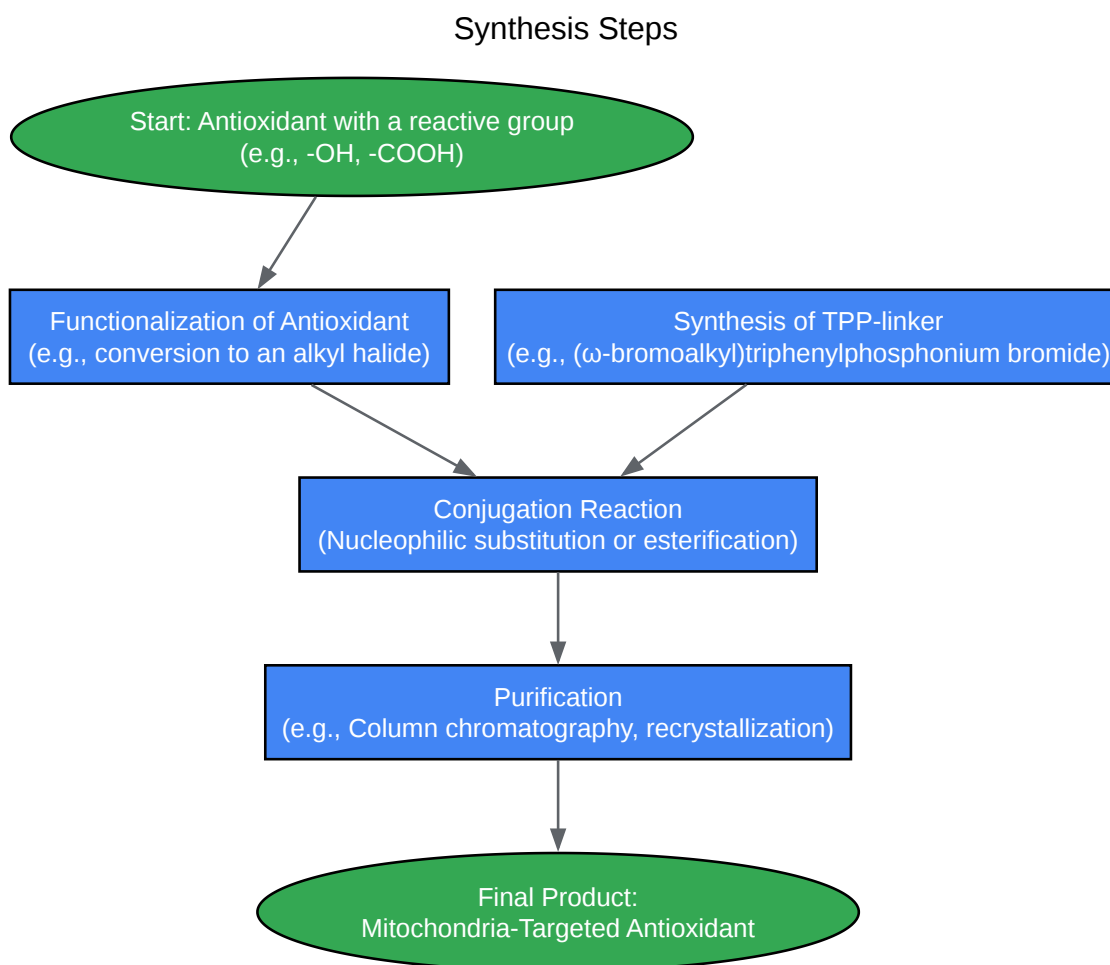 Synthesis Steps
Start: Antioxidant with a reactive group
(e.g., -OH, -COOH)
Functionalization of Antioxidant
(e.g., conversion to an alkyl halide)
Synthesis of TPP-linker
(e.g., (ω-bromoalkyl)triphenylphosphonium bromide)
Conjugation Reaction
(Nucleophilic substitution or esterification)
Purification
(e.g., Column chromatography, recrystallization)
Final Product:
Mitochondria-Targeted Antioxidant